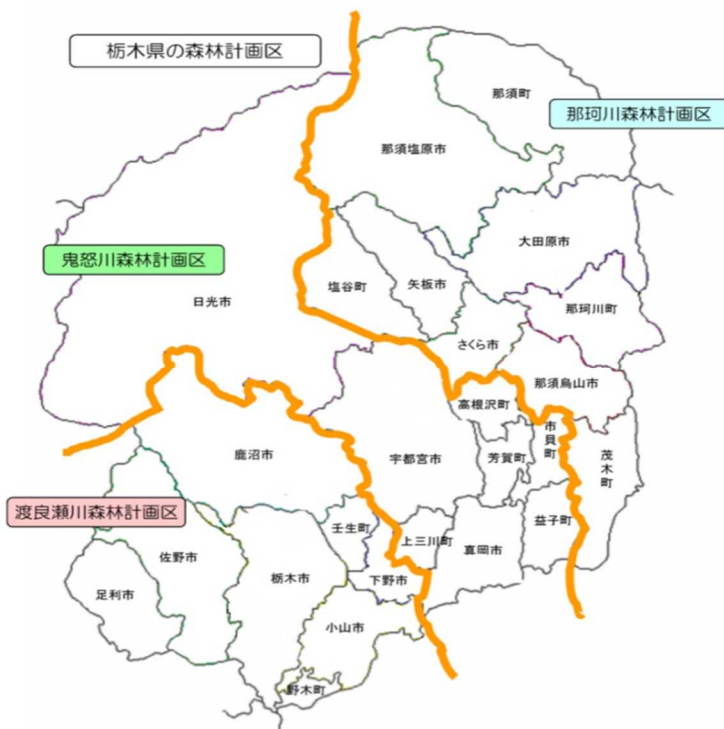 栃木県の森林計画区
那須町
那珂川森林計画区
那須塩原市
大田原市
鬼怒川森林計画区
塩谷町
矢板市
日光市
那珂川町
さくら市
那須烏山市
高根沢町
市貝町
鹿沼市
宇都宮市
芳賀町
茂木町
渡良瀬川森林計画区
壬生町
上三川町
益子町
真岡市
佐野市
栃木市
下野市
足利市
小山市
野木町